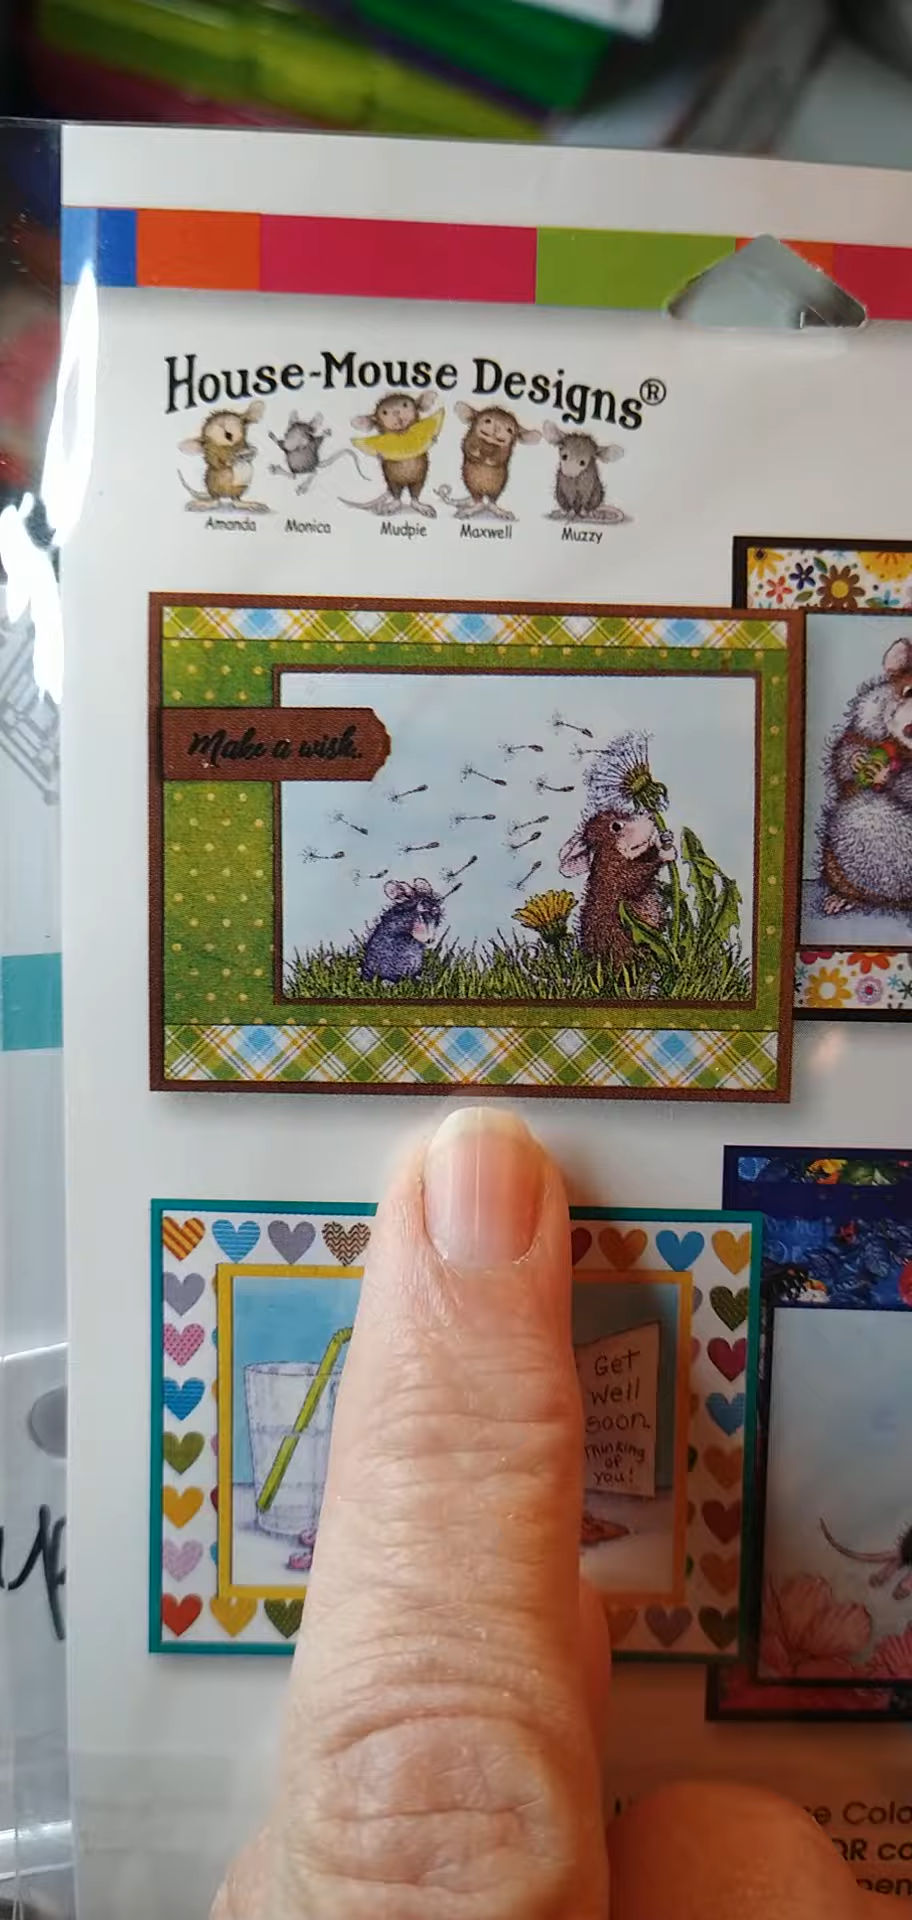 House-Mouse Designs®
Amanda Monica Mudpie Maxwell Muzzy
Make a wish.
Get
well
soon.
Thinking
of
you!